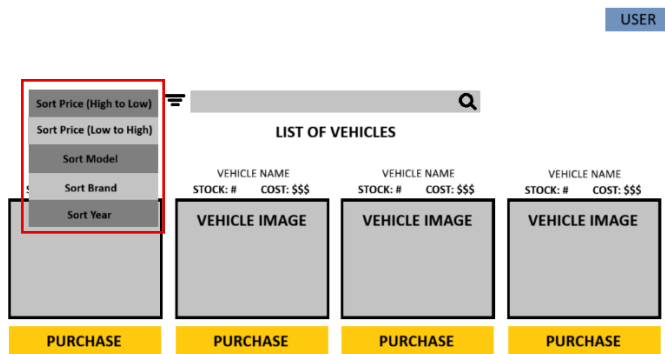 USER
Sort Price (High to Low)
Sort Price (Low to High)
Sort Model
Sort Brand
Sort Year
LIST OF VEHICLES
VEHICLE NAME
STOCK: # COST: $$$
VEHICLE IMAGE
VEHICLE NAME
STOCK: # COST: $$$
VEHICLE IMAGE
VEHICLE NAME
STOCK: # COST: $$$
VEHICLE IMAGE
PURCHASE
PURCHASE
PURCHASE
PURCHASE